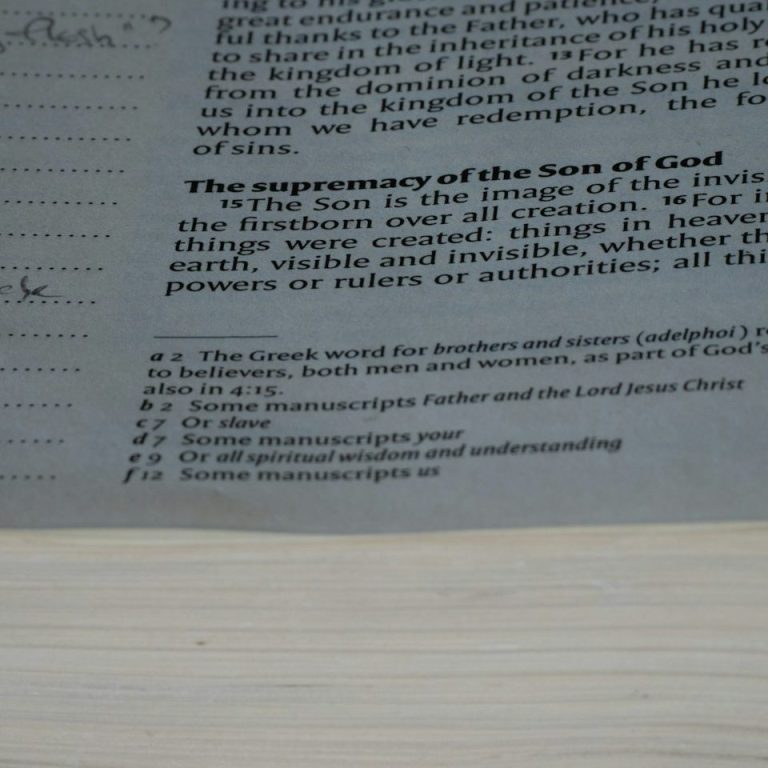 great endurance and patience,
ful thanks to the Father, who has qua
to share in the inheritance of his holy
the kingdom of light. 13 For he has r
from the dominion of darkness and
us into the kingdom of the Son he lo
whom we have redemption, the fo
of sins.
The supremacy of the Son of God
15 The Son is the image of the invis
the firstborn over all creation. 16 For i
things were created: things in heaven
earth, visible and invisible, whether th
powers or rulers or authorities; all thi
a 2 The Greek word for brothers and sisters (adelphoi) r
to believers, both men and women, as part of God's
also in 4:15.
b 2 Some manuscripts Father and the Lord Jesus Christ
c 7 Or slave
d 7 Some manuscripts your
e 9 Or all spiritual wisdom and understanding
f 12 Some manuscripts us